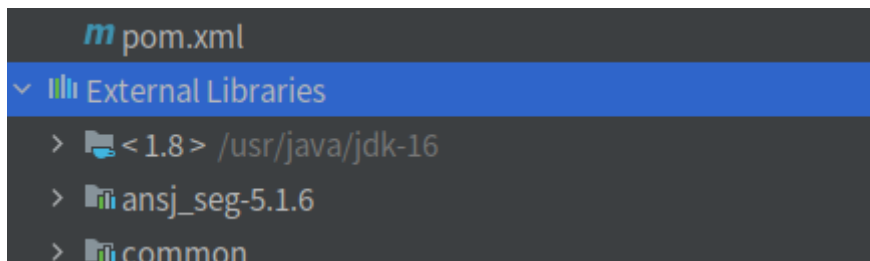 m pom.xml
External Libraries
< 1.8 > /usr/java/jdk-16
ansj_seg-5.1.6
common